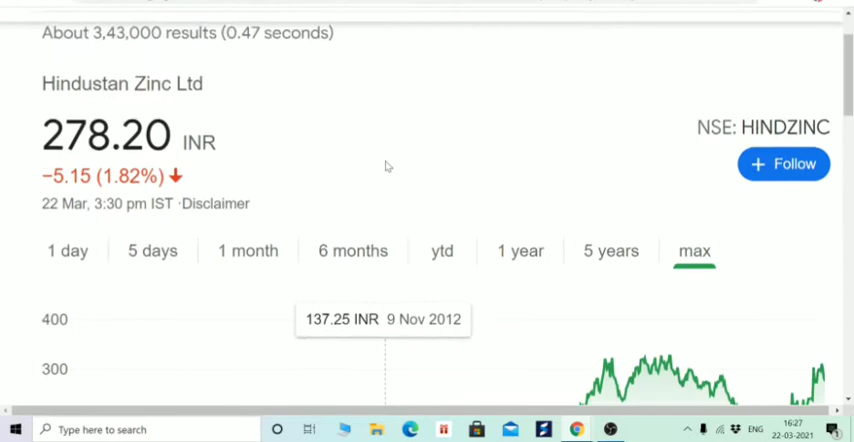 About 3,43,000 results (0.47 seconds)
Hindustan Zinc Ltd
278.20 INR
−5.15 (1.82%)
22 Mar, 3:30 pm IST ·Disclaimer
NSE: HINDZINC
+ Follow
1 day 5 days 1 month 6 months ytd 1 year 5 years max
400
137.25 INR 9 Nov 2012
300
Type here to search
ENG
16:27
22-03-2021